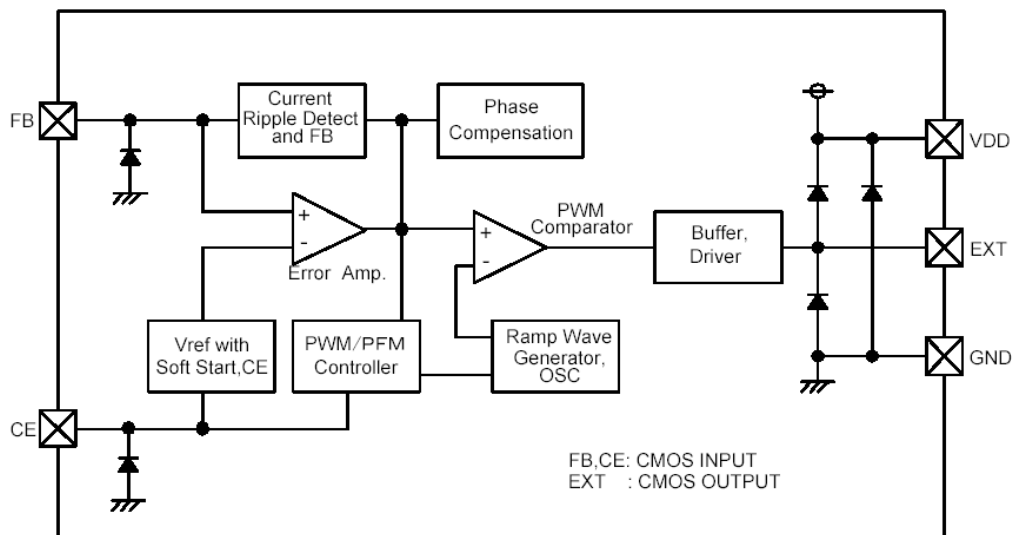 FB
Current
Ripple Detect
and FB
Phase
Compensation
VDD
+
-
Error Amp.
+
-
PWM
Comparator
Buffer,
Driver
EXT
Vref with
Soft Start,CE
PWM/PFM
Controller
Ramp Wave
Generator,
OSC
GND
CE
FB,CE: CMOS INPUT
EXT : CMOS OUTPUT